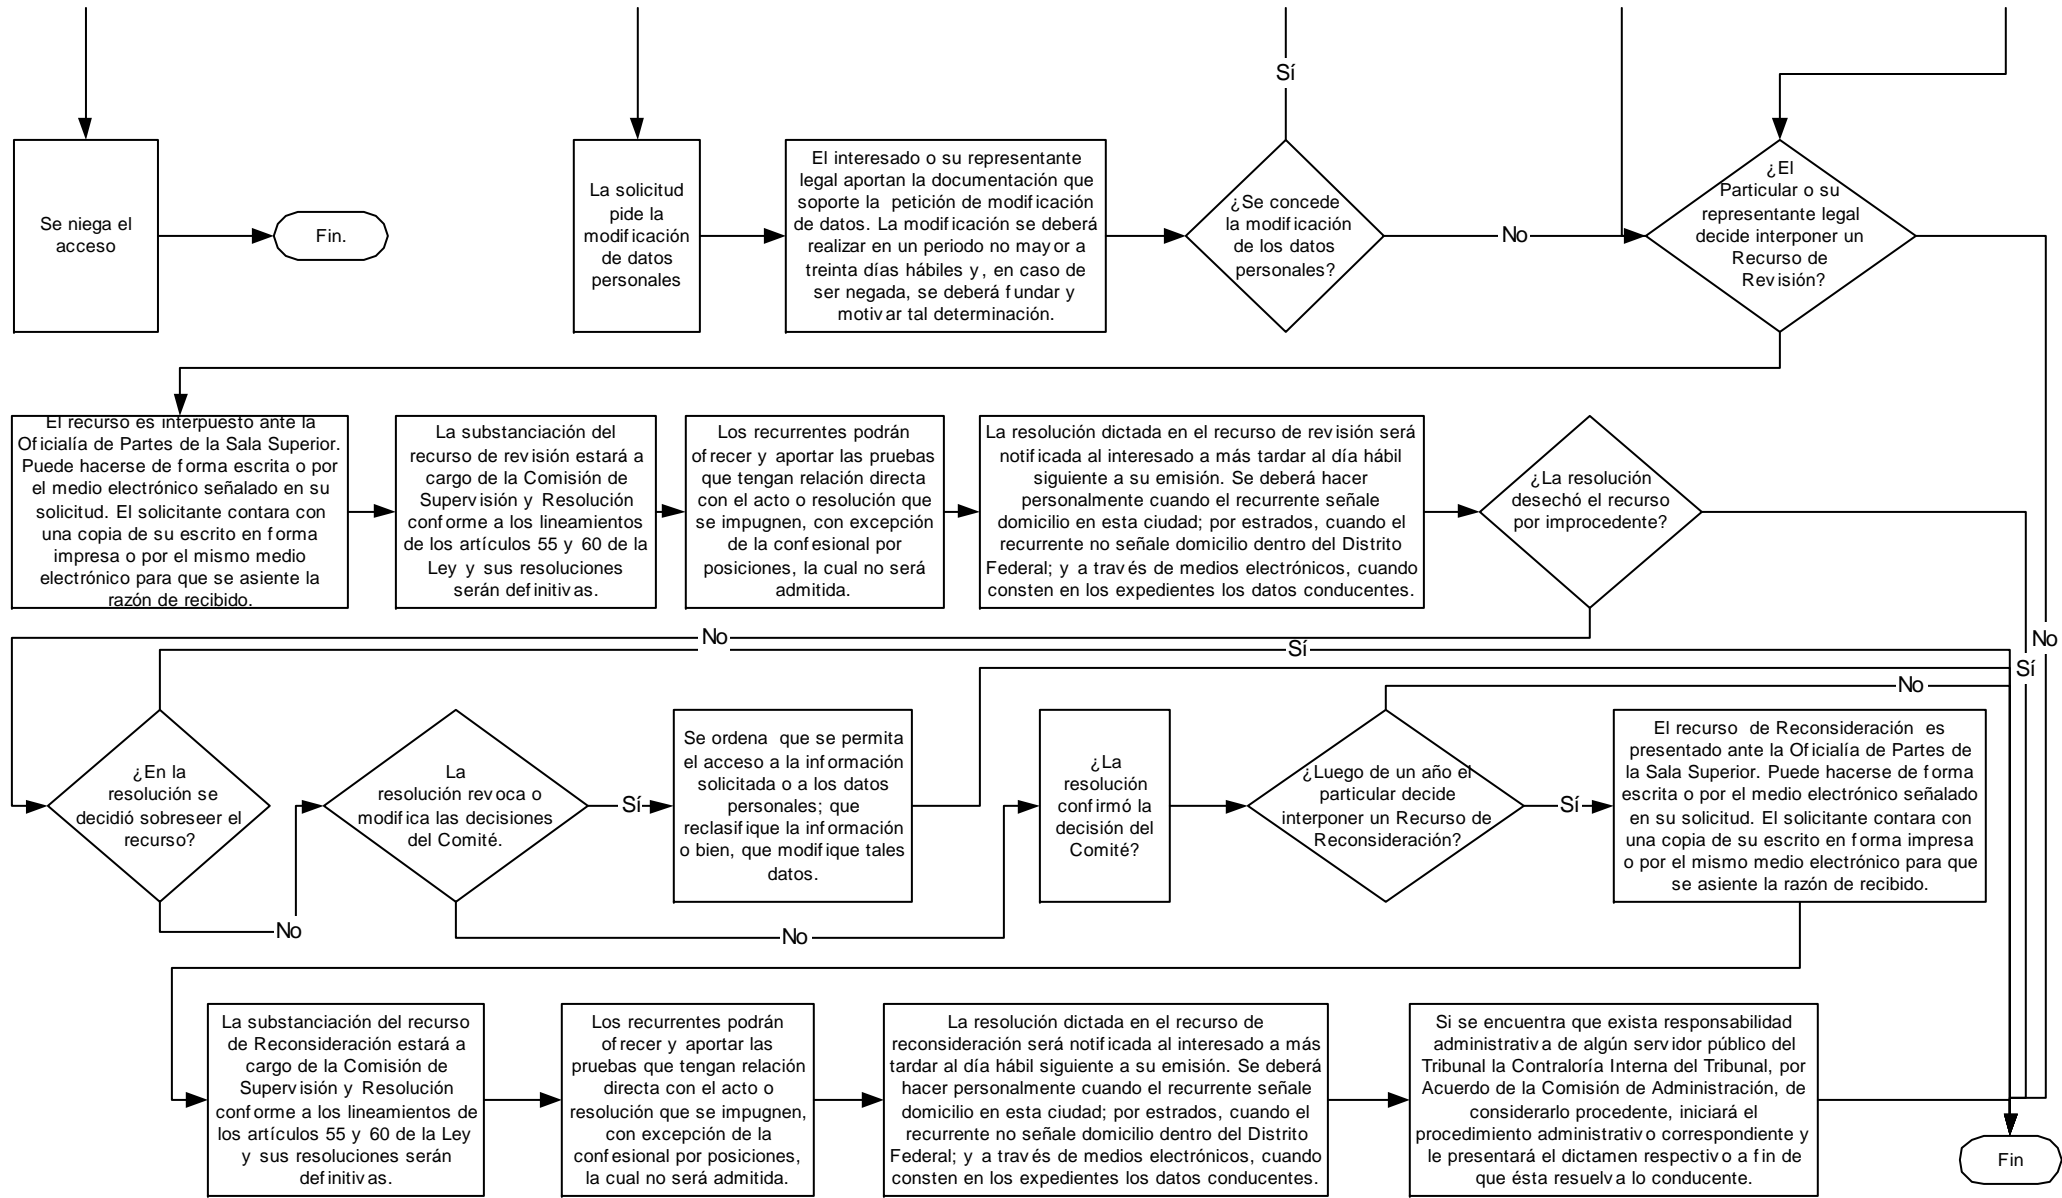 Sí
Se niega el
acceso
Fin.
La solicitud
pide la
modificación
de datos
personales
El interesado o su representante
legal aportan la documentación que
soporte la petición de modificación
de datos. La modificación se deberá
realizar en un periodo no mayor a
treinta días hábiles y, en caso de
ser negada, se deberá fundar y
motivar tal determinación.
¿Se concede
la modificación
de los datos
personales?
No
¿El
Particular o su
representante legal
decide interponer un
Recurso de
Revisión?
El recurso es interpuesto ante la
Oficialía de Partes de la Sala Superior.
Puede hacerse de forma escrita o por
el medio electrónico señalado en su
solicitud. El solicitante contara con
una copia de su escrito en forma
impresa o por el mismo medio
electrónico para que se asiente la
razón de recibido.
La substanciación del
recurso de revisión estará a
cargo de la Comisión de
Supervisión y Resolución
conforme a los lineamientos
de los artículos 55 y 60 de la
Ley y sus resoluciones
serán definitivas.
Los recurrentes podrán
ofrecer y aportar las pruebas
que tengan relación directa
con el acto o resolución que
se impugnen, con excepción
de la confesional por
posiciones, la cual no será
admitida.
La resolución dictada en el recurso de revisión será
notificada al interesado a más tardar al día hábil
siguiente a su emisión. Se deberá hacer
personalmente cuando el recurrente señale
domicilio en esta ciudad; por estrados, cuando el
recurrente no señale domicilio dentro del Distrito
Federal; y a través de medios electrónicos, cuando
consten en los expedientes los datos conducentes.
¿La resolución
desechó el recurso
por improcedente?
No
Sí
No
Sí
No
¿En la
resolución se
decidió sobreseer el
recurso?
No
La
resolución revoca o
modifica las decisiones
del Comité.
Sí
No
Se ordena que se permita
el acceso a la información
solicitada o a los datos
personales; que
reclasifique la información
o bien, que modifique tales
datos.
¿La
resolución
confirmó la
decisión del
Comité?
¿Luego de un año el
particular decide
interponer un Recurso de
Reconsideración?
Sí
El recurso de Reconsideración es
presentado ante la Oficialía de Partes de
la Sala Superior. Puede hacerse de forma
escrita o por el medio electrónico señalado
en su solicitud. El solicitante contara con
una copia de su escrito en forma impresa
o por el mismo medio electrónico para que
se asiente la razón de recibido.
La substanciación del recurso
de Reconsideración estará a
cargo de la Comisión de
Supervisión y Resolución
conforme a los lineamientos de
los artículos 55 y 60 de la Ley
y sus resoluciones serán
definitivas.
Los recurrentes podrán
ofrecer y aportar las
pruebas que tengan relación
directa con el acto o
resolución que se impugnen,
con excepción de la
confesional por posiciones,
la cual no será admitida.
La resolución dictada en el recurso de
reconsideración será notificada al interesado a más
tardar al día hábil siguiente a su emisión. Se deberá
hacer personalmente cuando el recurrente señale
domicilio en esta ciudad; por estrados, cuando el
recurrente no señale domicilio dentro del Distrito
Federal; y a través de medios electrónicos, cuando
consten en los expedientes los datos conducentes.
Si se encuentra que exista responsabilidad
administrativa de algún servidor público del
Tribunal la Contraloría Interna del Tribunal, por
Acuerdo de la Comisión de Administración, de
considerarlo procedente, iniciará el
procedimiento administrativo correspondiente y
le presentará el dictamen respectivo a fin de
que ésta resuelva lo conducente.
Fin